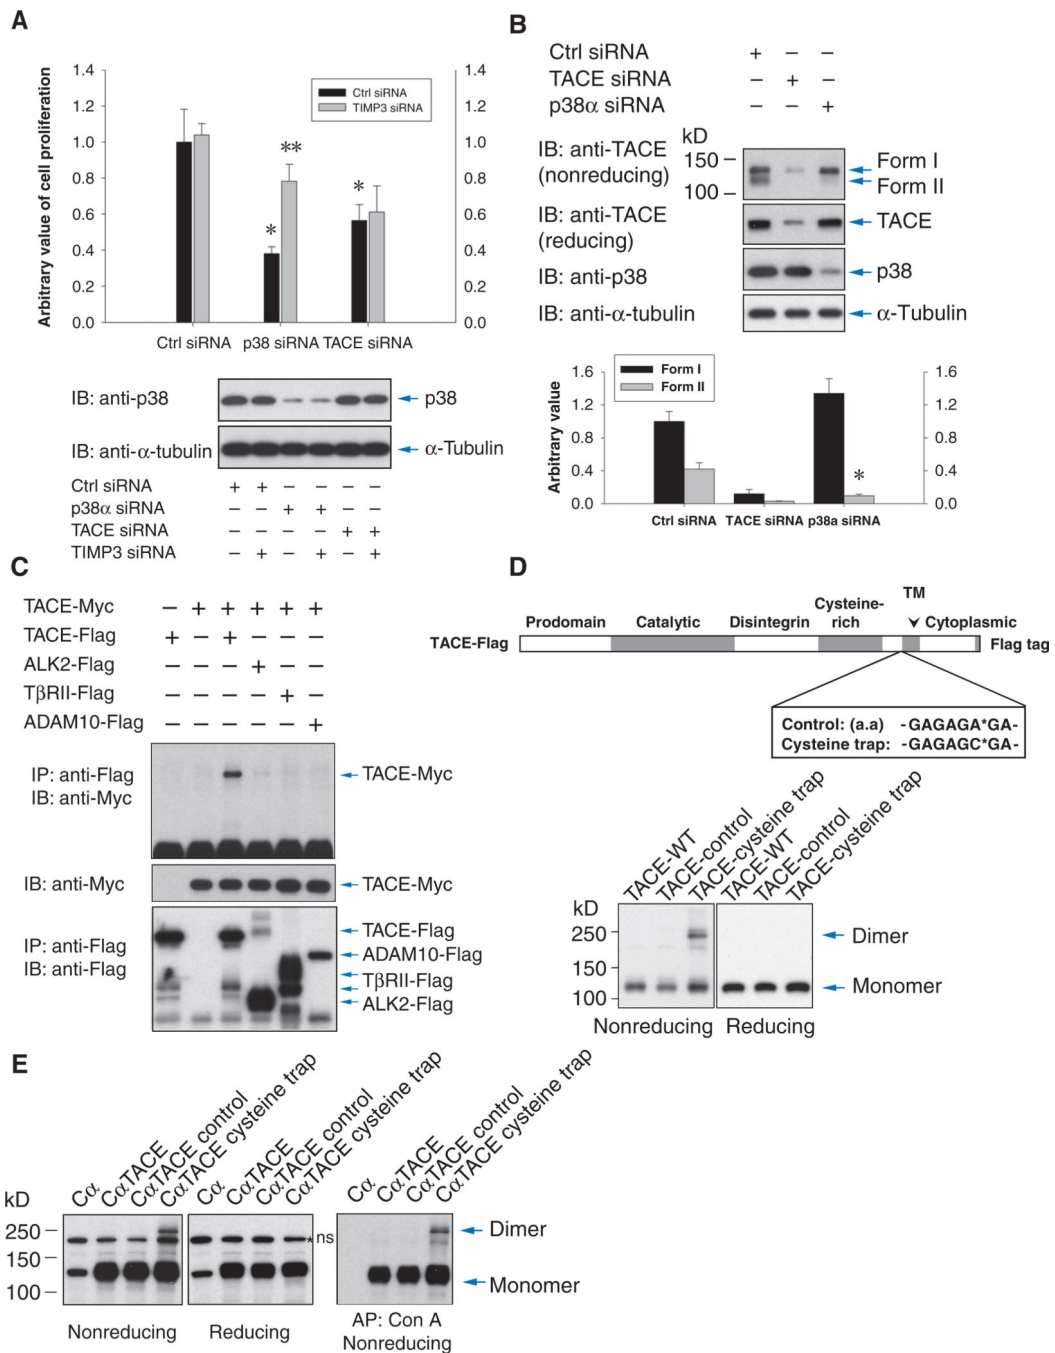 A
Arbitrary value of cell proliferation
1.4
1.2
1.0
0.8
0.6
0.4
0.2
0.0
1.4
1.2
1.0
0.8
0.6
0.4
0.2
0.0
Ctrl siRNA
TIMP3 siRNA
*
**
*
Ctrl siRNA p38 siRNA TACE siRNA
IB: anti-p38
p38
IB: anti-α-tubulin
α-Tubulin
Ctrl siRNA + + − − − −
p38α siRNA − − + + − −
TACE siRNA − − − − + +
TIMP3 siRNA − + − + − +
B
Ctrl siRNA + − −
TACE siRNA − + −
p38α siRNA − − +
kD
IB: anti-TACE
(nonreducing)
150
100
Form I
Form II
IB: anti-TACE
(reducing)
TACE
IB: anti-p38
p38
IB: anti-α-tubulin
α-Tubulin
Arbitrary value
1.6
1.2
0.8
0.4
0.0
Form I
Form II
1.6
1.2
0.8
0.4
0.0
*
Ctrl siRNA TACE siRNA p38a siRNA
C
TACE-Myc − + + + + +
TACE-Flag + − + − − −
ALK2-Flag − − − + − −
TβRII-Flag − − − − + −
ADAM10-Flag − − − − − +
IP: anti-Flag
IB: anti-Myc
TACE-Myc
IB: anti-Myc
TACE-Myc
IP: anti-Flag
IB: anti-Flag
TACE-Flag
ADAM10-Flag
TβRII-Flag
ALK2-Flag
D
TACE-Flag
Prodomain
Catalytic
Disintegrin
Cysteine-
rich
TM
Cytoplasmic
Flag tag
Control: (a.a) -GAGAGA*GA-
Cysteine trap: -GAGAGC*GA-
TACE-WT
TACE-control
TACE-cysteine trap
TACE-WT
TACE-control
TACE-cysteine trap
kD
250
150
100
Dimer
Monomer
Nonreducing Reducing
E
Cα
CαTACE
CαTACE control
CαTACE cysteine trap
Cα
CαTACE
CαTACE control
CαTACE cysteine trap
Cα
CαTACE
CαTACE control
CαTACE cysteine trap
kD
250
150
100
* ns
Dimer
Monomer
Nonreducing
Reducing
AP: Con A
Nonreducing